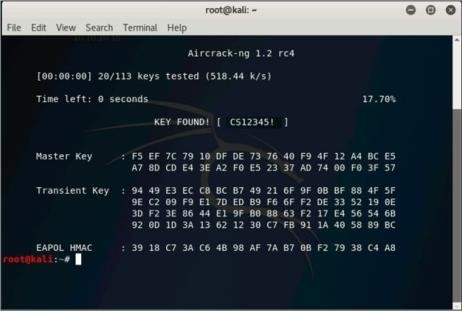 root@kali: ~
File Edit View Search Terminal Help
Aircrack-ng 1.2 rc4
[00:00:00] 20/113 keys tested (518.44 k/s)
Time left: 0 seconds 17.70%
KEY FOUND! [ CS12345! ]
Master Key : F5 EF 7C 79 10 DF DE 73 76 40 F9 4F 12 A4 BC E5
A7 8D CD E4 3E A2 F0 E5 23 37 AD 74 00 F0 3F 57
Transient Key : 94 49 E3 EC C8 BC B7 49 21 6F 9F 0B BF 88 4F 5F
9E C2 09 F9 E1 7D ED B9 F6 6F F2 DE 33 52 19 0E
3D F2 3E 86 44 E1 9F B0 88 63 F2 17 E4 56 54 6B
92 0D 1D 3A 13 62 12 30 C7 FB 91 1A 40 58 89 BC
EAPOL HMAC : 39 18 C7 3A C6 4B 98 AF 7A B7 0B F2 79 38 C4 A8
root@kali:~#